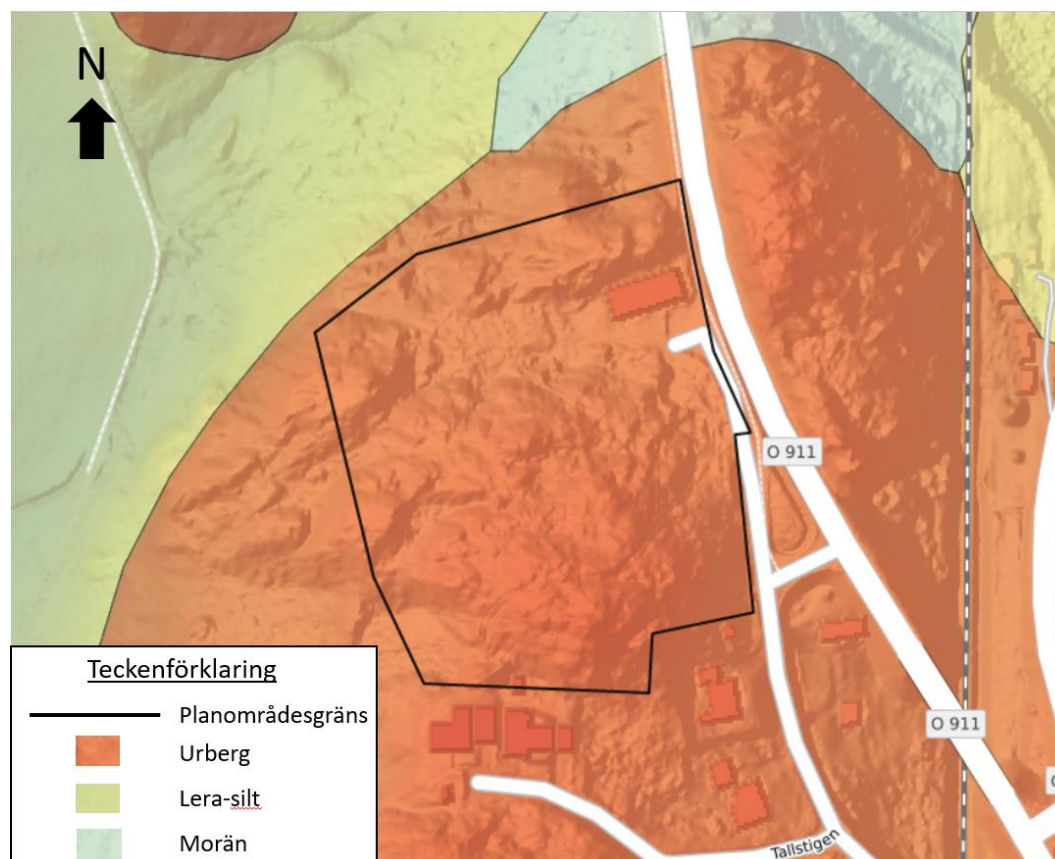 N
O 911
O 911
Tallstigen
Teckenförklaring
Planområdesgräns
Urberg
Lera-silt
Morän